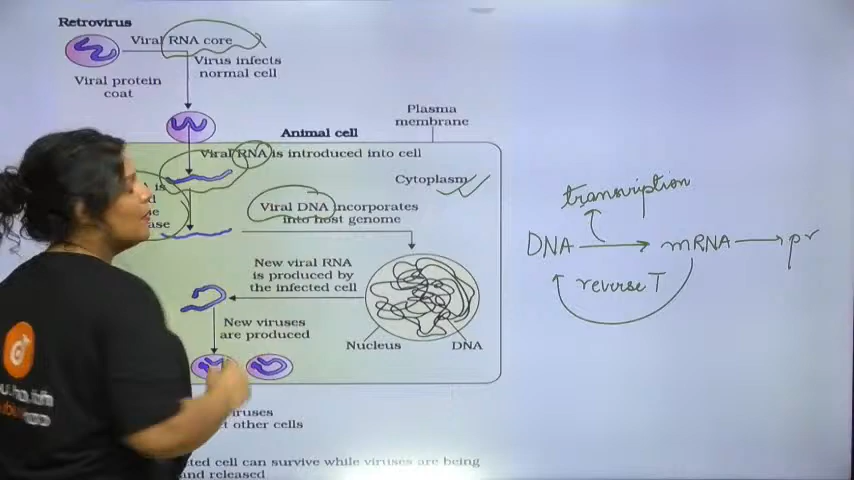 Retrovirus
Viral RNA core
Virus infects
normal cell
Viral protein
coat
Plasma
membrane
Animal cell
Viral RNA is introduced into cell
Cytoplasm
is
Viral DNA incorporates
into host genome
New viral RNA
is produced by
the infected cell
New viruses
are produced
Nucleus
DNA
other cells
cell can survive while viruses are being
and released
transcription
DNA → mRNA → pr
reverse T